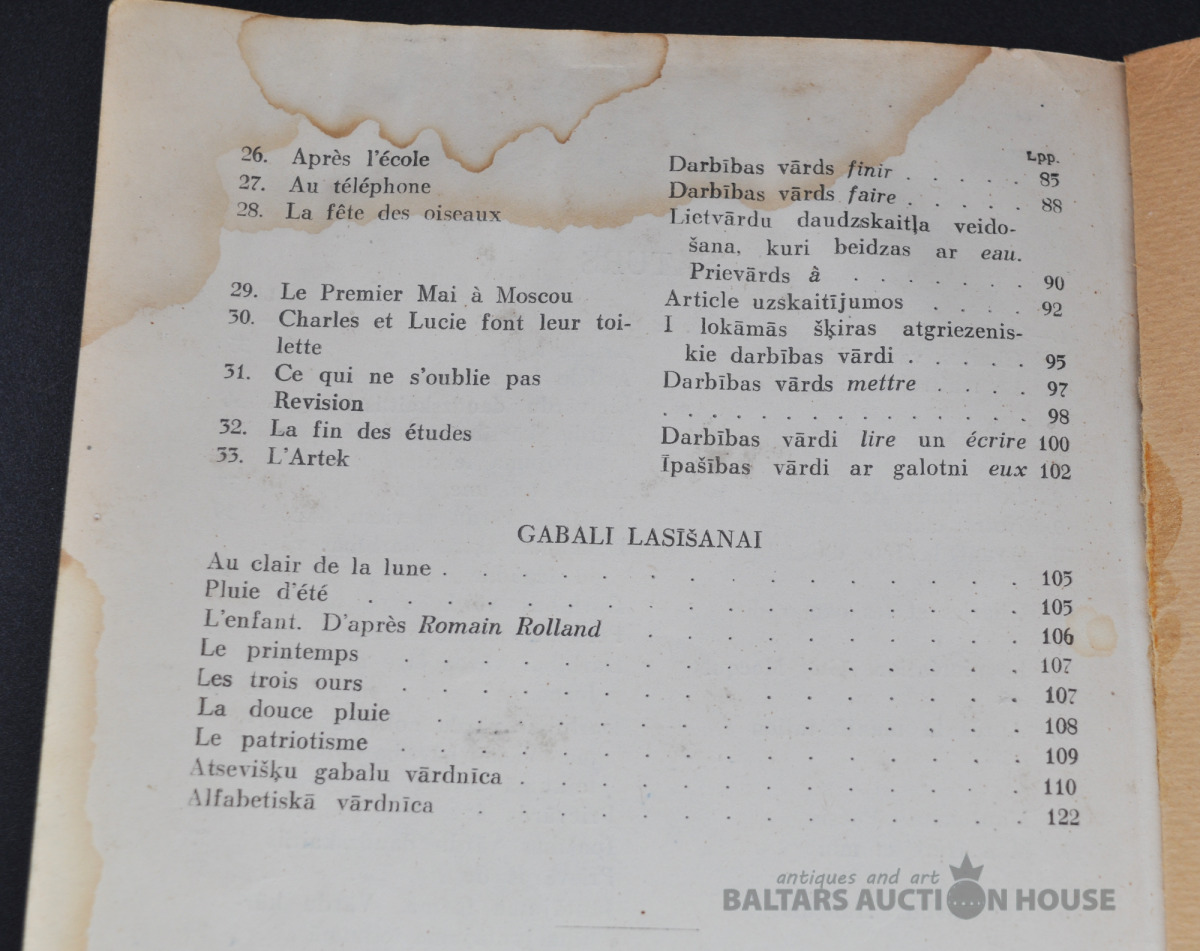 Lpp.
26. Après l'école Darbības vārds finir . . . . . 85
27. Au téléphone Darbības vārds faire . . . . . 88
28. La fête des oiseaux Lietvārdu daudzskaitļa veido-
šana, kuri beidzas ar eau.
Prievārds à . . . . . . . 90
29. Le Premier Mai à Moscou Article uzskaitījumos . . . . 92
30. Charles et Lucie font leur toi- I lokāmās šķiras atgriezenis-
lette kie darbības vārdi . . . . . 95
31. Ce qui ne s'oublie pas Darbības vārds mettre . . . . 97
Revision . . . . . . . . . . . . . . . 98
32. La fin des études Darbības vārdi lire un écrire 100
33. L'Artek Īpašības vārdi ar galotni eux 102
GABALI LASĪŠANAI
Au clair de la lune . . . . . . . . . . . . . . . 105
Pluie d'été . . . . . . . . . . . . . . . . . 105
L'enfant. D'après Romain Rolland . . . . . . . . . . 106
Le printemps . . . . . . . . . . . . . . . . 107
Les trois ours . . . . . . . . . . . . . . . . 107
La douce pluie . . . . . . . . . . . . . . . 108
Le patriotisme . . . . . . . . . . . . . . . . 109
Atsevišķu gabalu vārdnīca . . . . . . . . . . . . . 110
Alfabetiskā vārdnīca . . . . . . . . . . . . . . 122
antiques and art
BALTARS AUCTION HOUSE